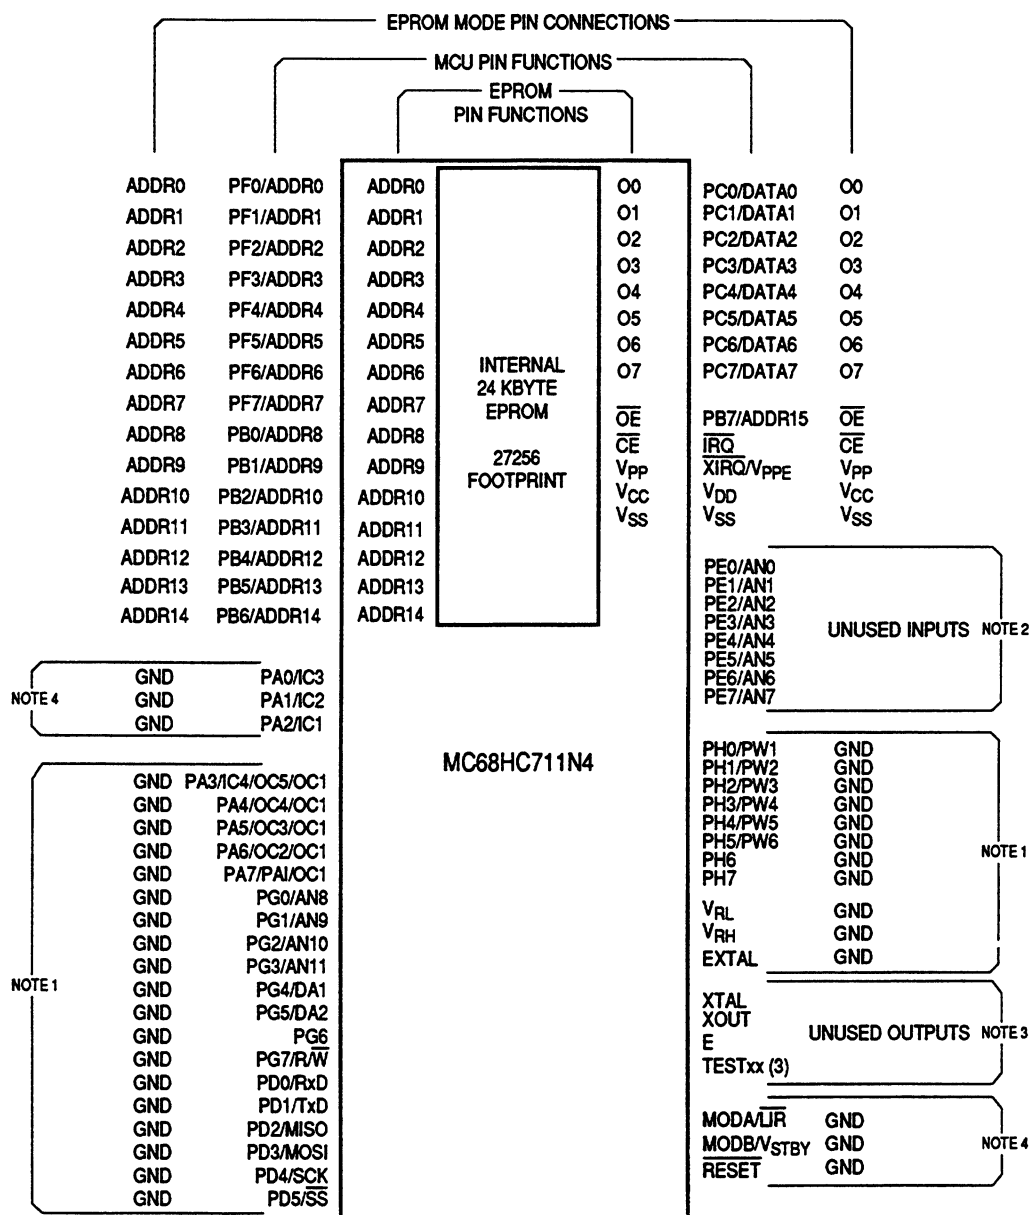 EPROM MODE PIN CONNECTIONS
MCU PIN FUNCTIONS
EPROM
PIN FUNCTIONS
ADDR0 PF0/ADDR0 ADDR0 O0 PC0/DATA0 O0
ADDR1 PF1/ADDR1 ADDR1 O1 PC1/DATA1 O1
ADDR2 PF2/ADDR2 ADDR2 O2 PC2/DATA2 O2
ADDR3 PF3/ADDR3 ADDR3 O3 PC3/DATA3 O3
ADDR4 PF4/ADDR4 ADDR4 O4 PC4/DATA4 O4
ADDR5 PF5/ADDR5 ADDR5 O5 PC5/DATA5 O5
ADDR6 PF6/ADDR6 ADDR6 O6 PC6/DATA6 O6
ADDR7 PF7/ADDR7 ADDR7 O7 PC7/DATA7 O7
ADDR8 PB0/ADDR8 ADDR8 O̅E̅ PB7/ADDR15 O̅E̅
ADDR9 PB1/ADDR9 ADDR9 C̅E̅ I̅R̅Q̅ C̅E̅
ADDR10 PB2/ADDR10 ADDR10 VPP X̅I̅R̅Q̅/VPPE VPP
ADDR11 PB3/ADDR11 ADDR11 VCC VDD VCC
ADDR12 PB4/ADDR12 ADDR12 VSS VSS VSS
ADDR13 PB5/ADDR13 ADDR13
ADDR14 PB6/ADDR14 ADDR14
INTERNAL
24 KBYTE
EPROM
27256
FOOTPRINT
PE0/AN0
PE1/AN1
PE2/AN2
PE3/AN3
PE4/AN4
PE5/AN5
PE6/AN6
PE7/AN7
UNUSED INPUTS NOTE 2
NOTE 4
GND PA0/IC3
GND PA1/IC2
GND PA2/IC1
MC68HC711N4
NOTE 1
GND PA3/IC4/OC5/OC1
GND PA4/OC4/OC1
GND PA5/OC3/OC1
GND PA6/OC2/OC1
GND PA7/PAI/OC1
GND PG0/AN8
GND PG1/AN9
GND PG2/AN10
GND PG3/AN11
GND PG4/DA1
GND PG5/DA2
GND PG6
GND PG7/R/W̅
GND PD0/RxD
GND PD1/TxD
GND PD2/MISO
GND PD3/MOSI
GND PD4/SCK
GND PD5/S̅S̅
PH0/PW1 GND
PH1/PW2 GND
PH2/PW3 GND
PH3/PW4 GND
PH4/PW5 GND
PH5/PW6 GND
PH6 GND
PH7 GND
VRL GND
VRH GND
EXTAL GND
NOTE 1
XTAL
XOUT
E
TESTxx (3)
UNUSED OUTPUTS NOTE 3
MODA/L̅I̅R̅ GND
MODB/VSTBY GND
R̅E̅S̅E̅T̅ GND
NOTE 4